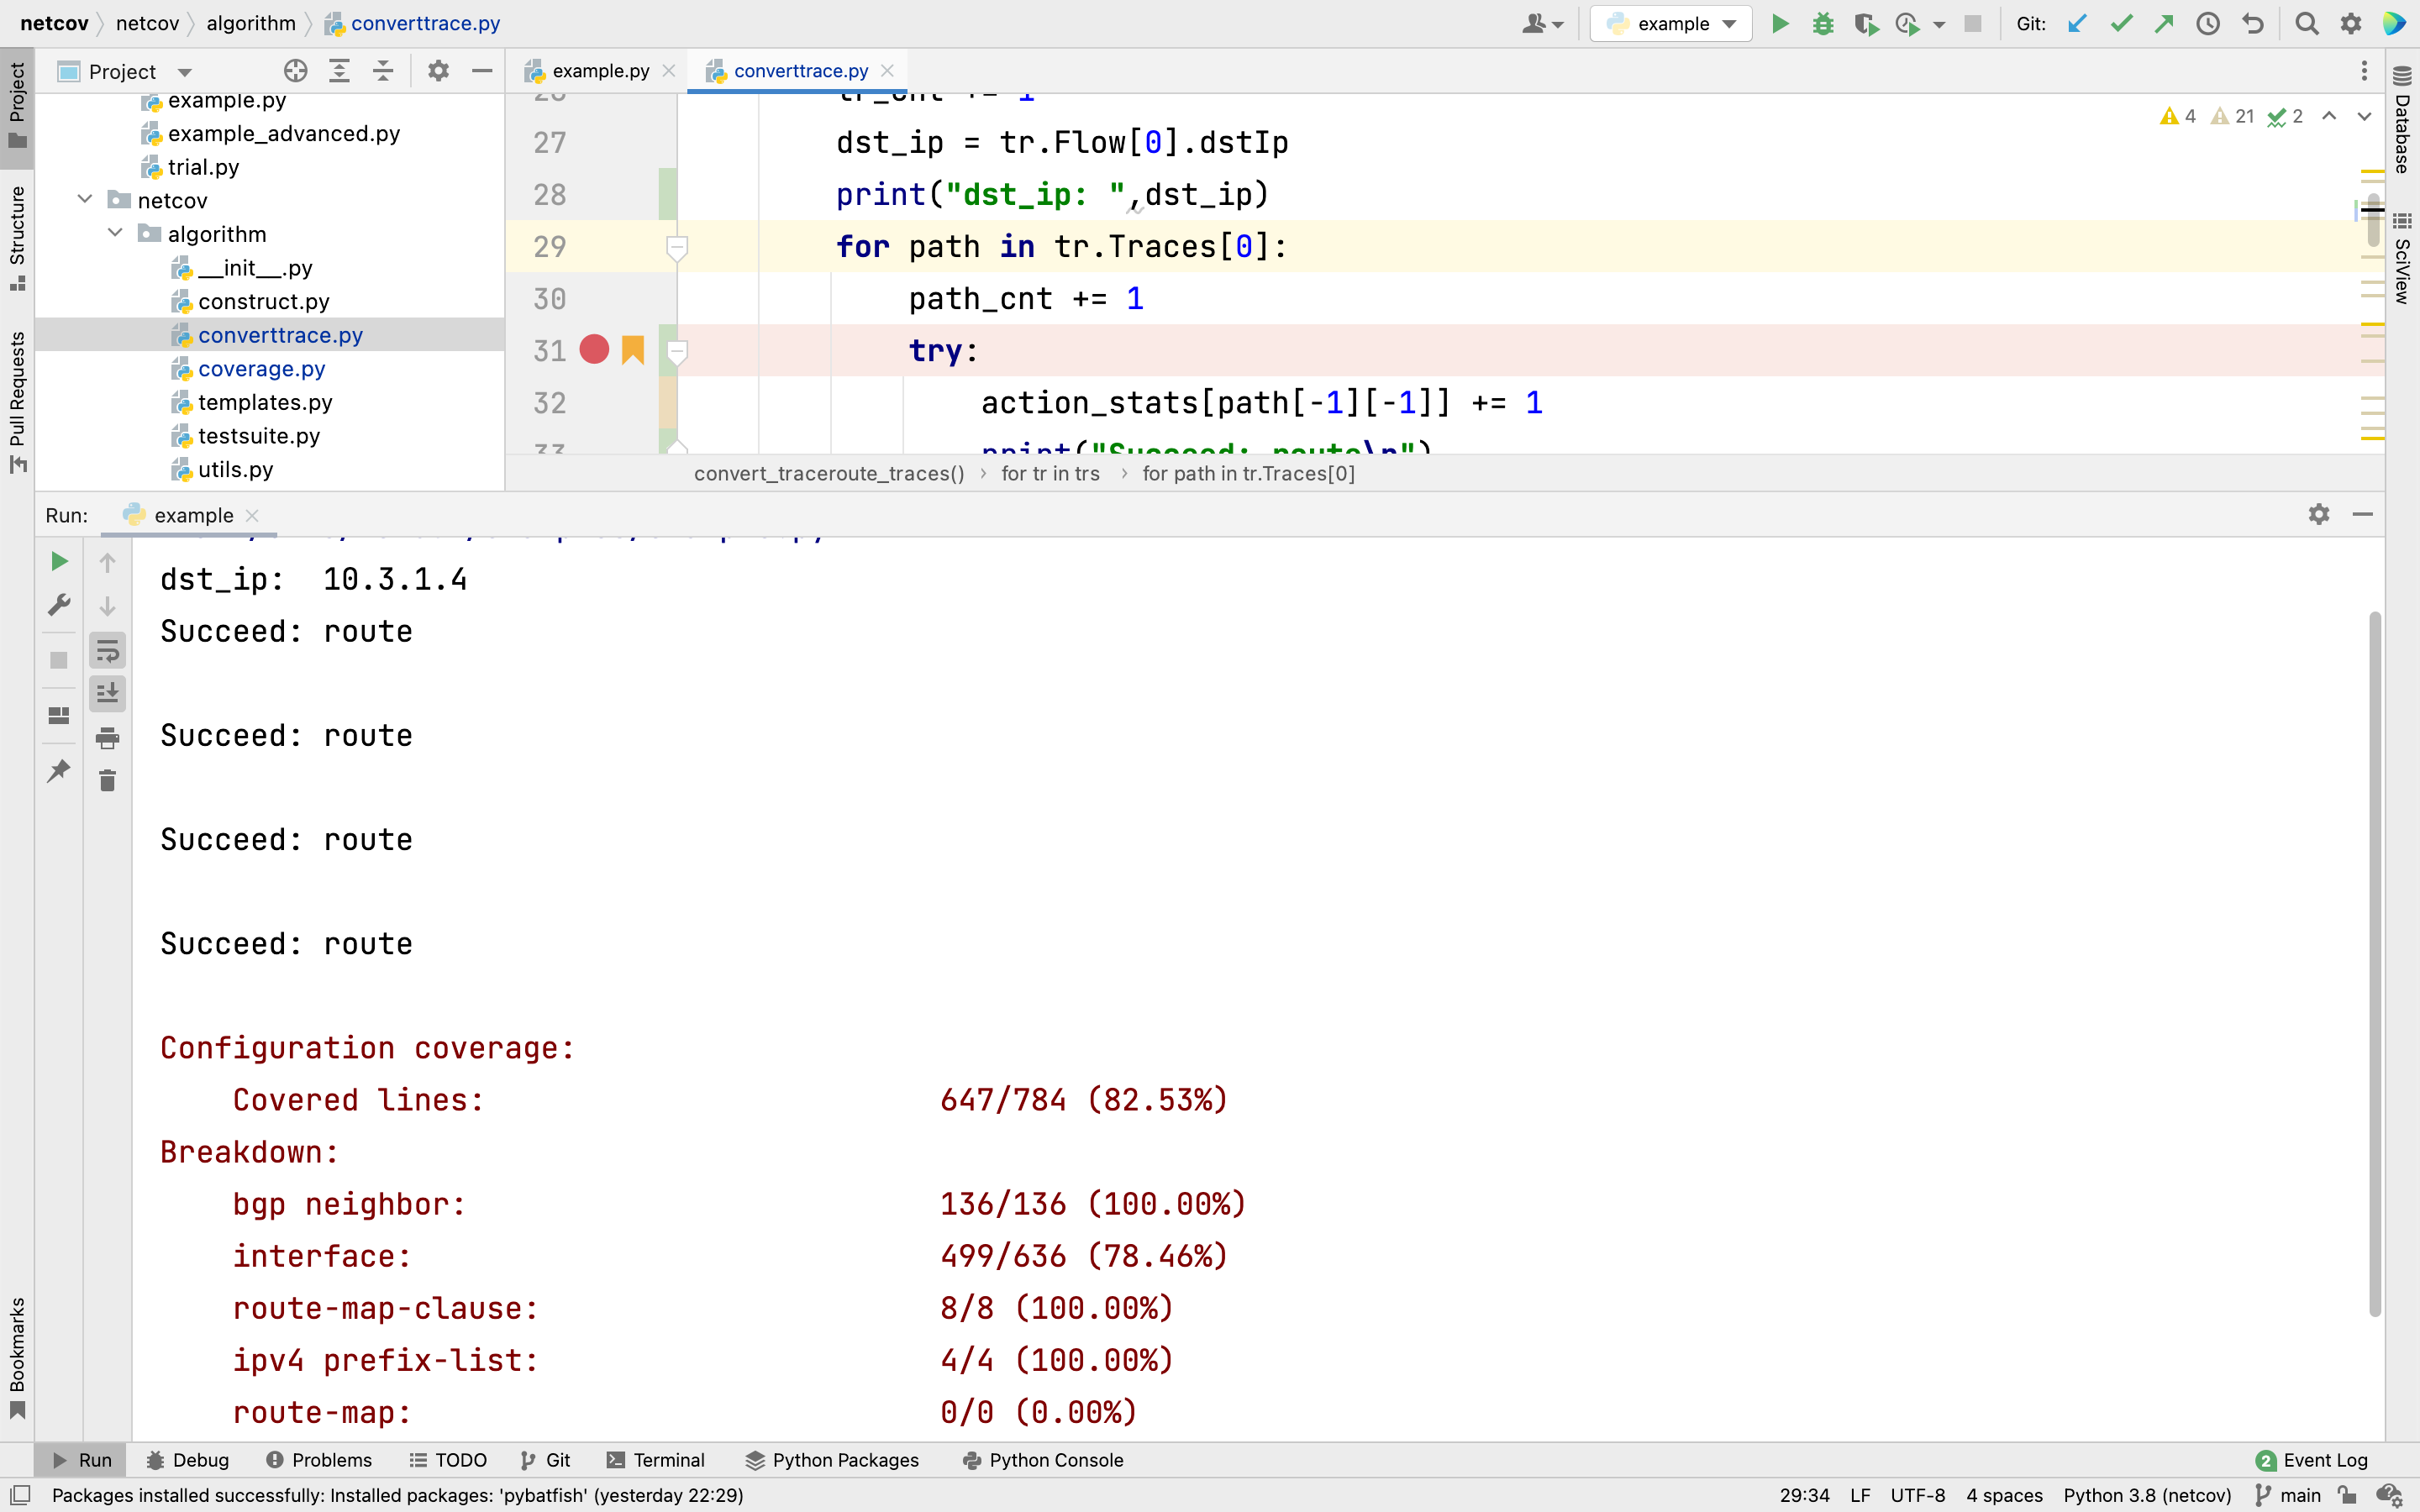 netcov netcov algorithm converttrace.py
example
Git:
Project
example.py
converttrace.py
Project
Structure
Pull Requests
Bookmarks
Database
SciView
example.py
example_advanced.py
trial.py
netcov
algorithm
__init__.py
construct.py
converttrace.py
coverage.py
templates.py
testsuite.py
utils.py
4 21 2
tr_cnt += 1
27 dst_ip = tr.Flow[0].dstIp
28 print("dst_ip: ",dst_ip)
29 for path in tr.Traces[0]:
30 path_cnt += 1
31 try:
32 action_stats[path[-1][-1]] += 1
33 print("Succeed: route\n")
convert_traceroute_traces() › for tr in trs › for path in tr.Traces[0]
Run: example
dst_ip:  10.3.1.4
Succeed: route
Succeed: route
Succeed: route
Succeed: route
Configuration coverage:
Covered lines: 647/784 (82.53%)
Breakdown:
bgp neighbor: 136/136 (100.00%)
interface: 499/636 (78.46%)
route-map-clause: 8/8 (100.00%)
ipv4 prefix-list: 4/4 (100.00%)
route-map: 0/0 (0.00%)
Run Debug Problems TODO Git Terminal Python Packages Python Console 2 Event Log
Packages installed successfully: Installed packages: 'pybatfish' (yesterday 22:29) 29:34 LF UTF-8 4 spaces Python 3.8 (netcov) main